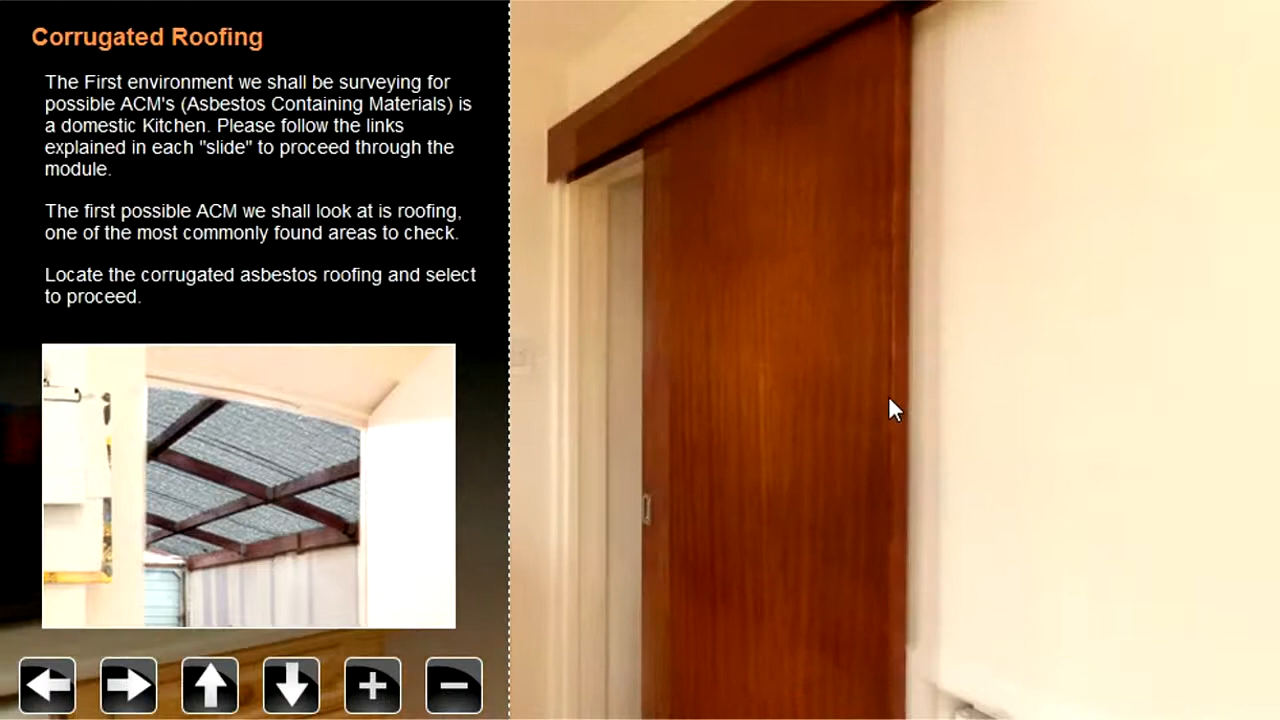 Corrugated Roofing
The First environment we shall be surveying for
possible ACM's (Asbestos Containing Materials) is
a domestic Kitchen. Please follow the links
explained in each "slide" to proceed through the
module.
The first possible ACM we shall look at is roofing,
one of the most commonly found areas to check.
Locate the corrugated asbestos roofing and select
to proceed.